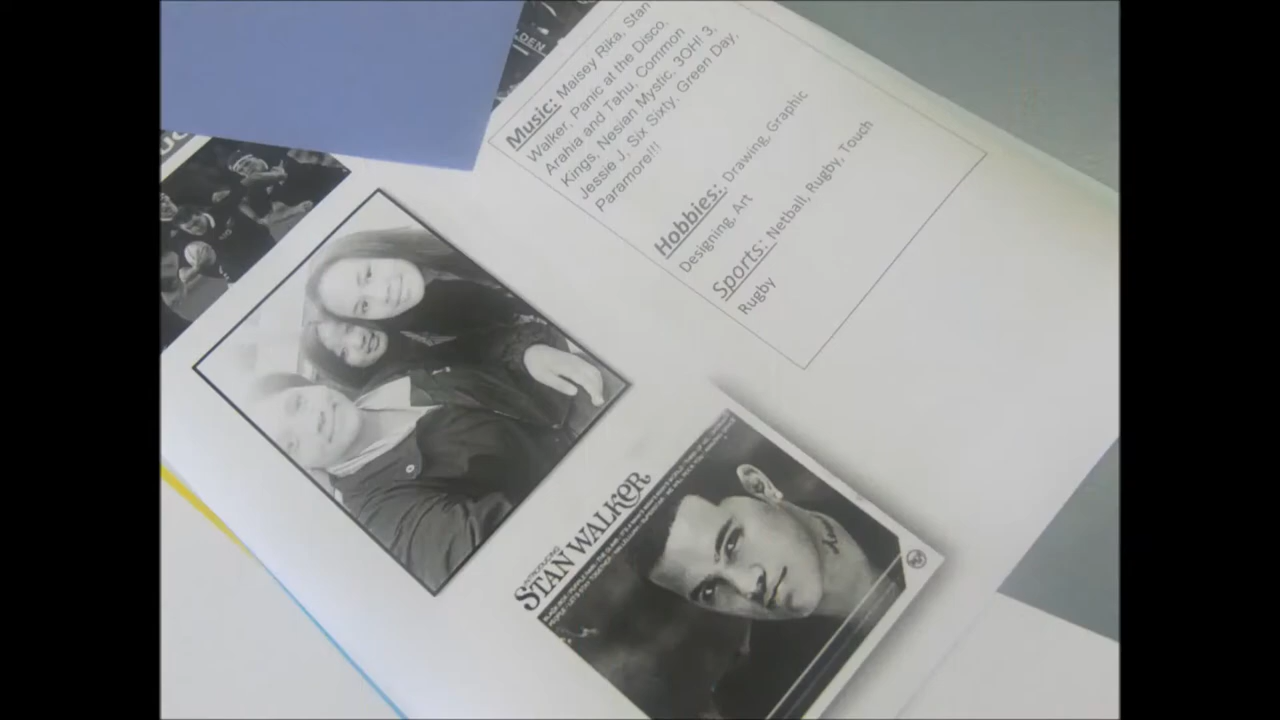 Music: Maisey Rika, Stan
Walker, Panic at the Disco,
Arahia and Tahu, Common
Kings, Nesian Mystic, 3OH! 3,
Jessie J, Six Sixty, Green Day,
Paramore!!!
Hobbies: Drawing, Graphic
Designing, Art
Sports: Netball, Rugby, Touch
Rugby
INTRODUCING
STAN WALKER